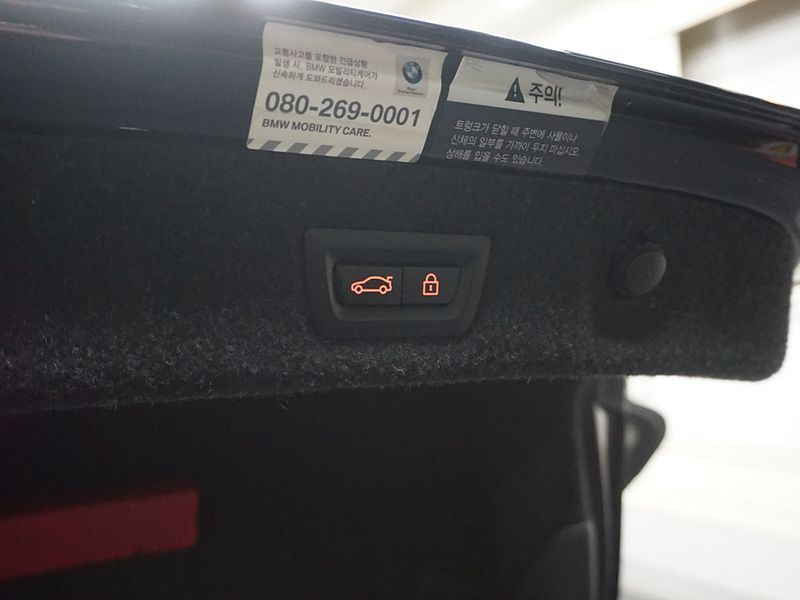 교통사고를 포함한 긴급상황
발생 시, BMW 모빌리티케어가
신속하게 도와드리겠습니다.
080-269-0001
BMW MOBILITY CARE.
주의!
트렁크가 닫힐 때 주변에 사물이나
신체의 일부를 가까이 두지 마십시오.
상해를 입을 수도 있습니다.